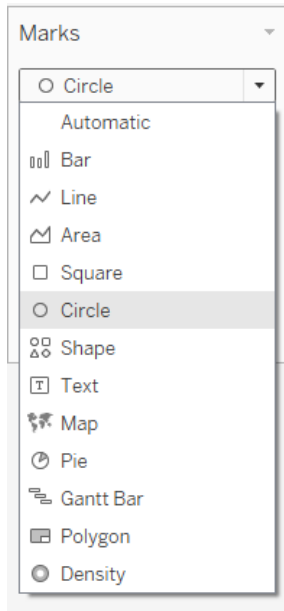 Marks
Circle
Automatic
Bar
Line
Area
Square
Circle
Shape
T Text
Map
Pie
Gantt Bar
Polygon
Density